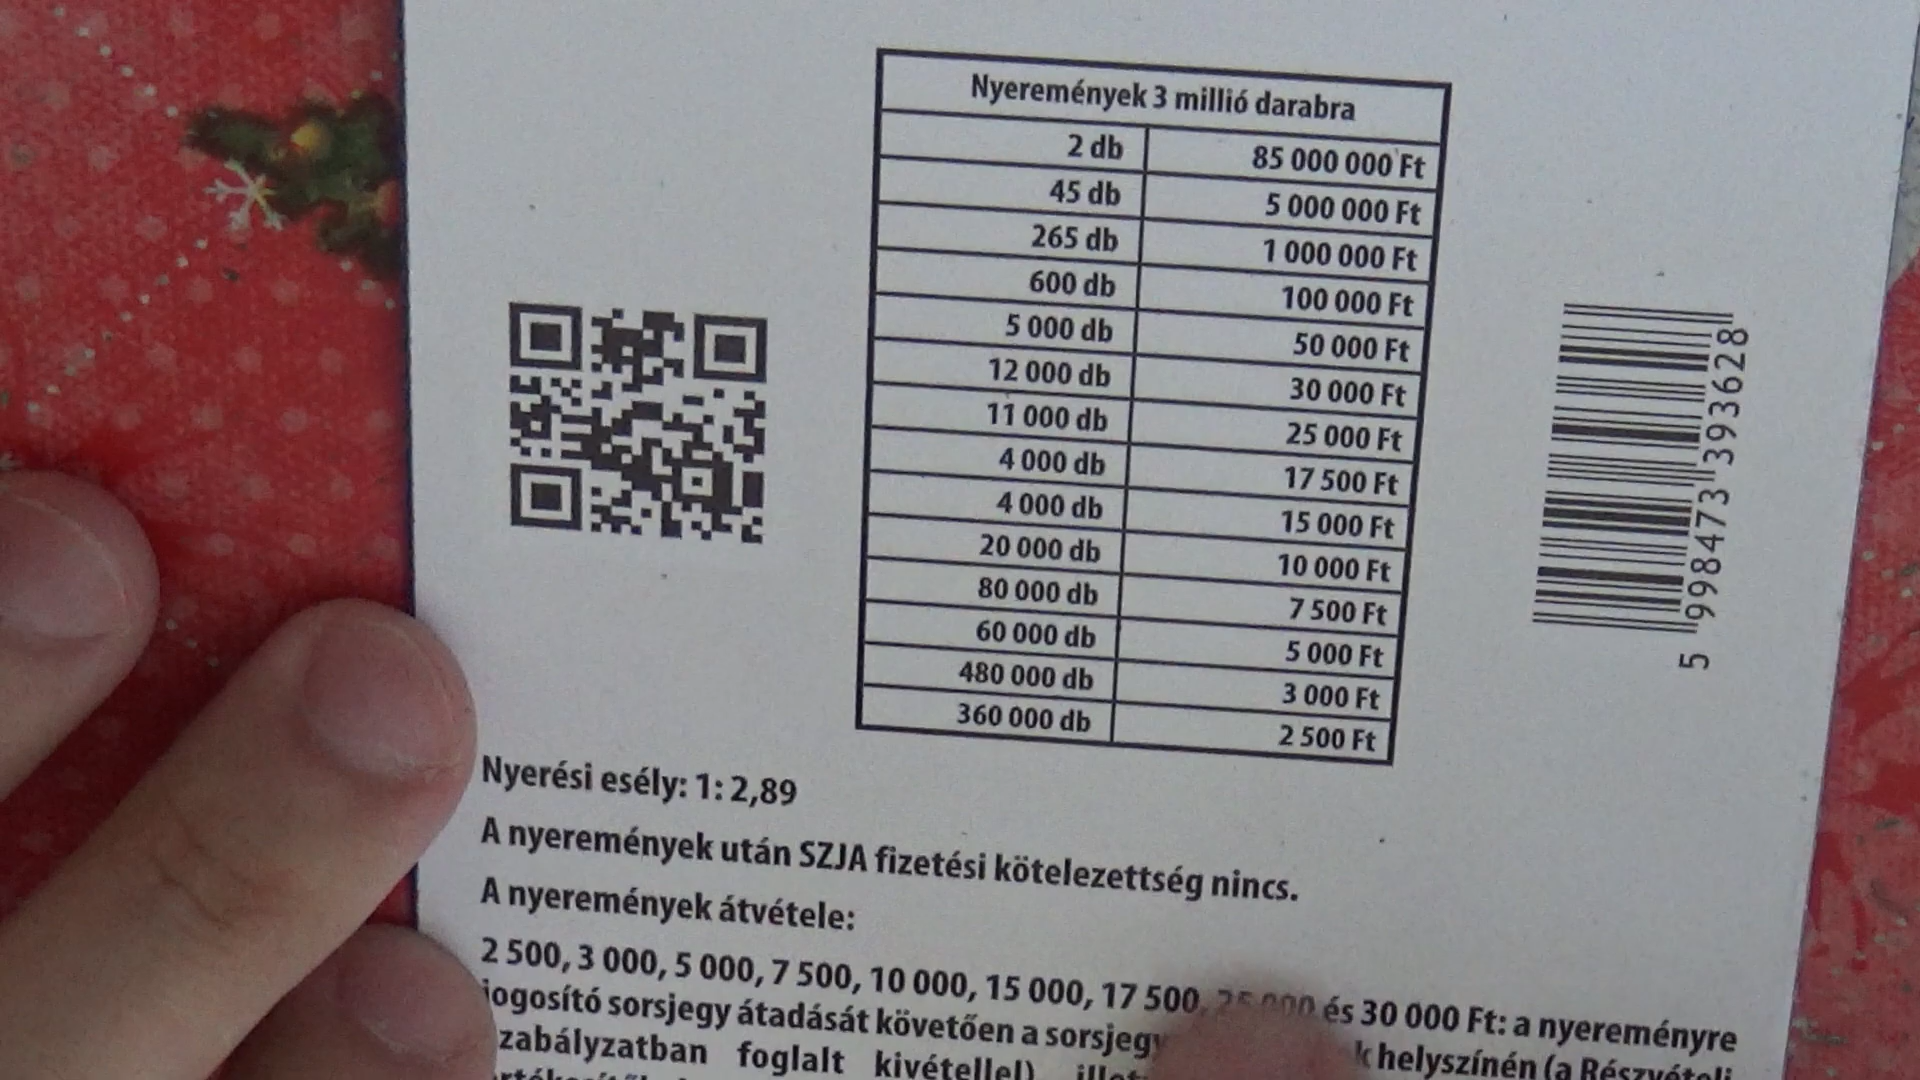 Nyeremények 3 millió darabra
2 db 85 000 000 Ft
45 db 5 000 000 Ft
265 db 1 000 000 Ft
600 db 100 000 Ft
5 000 db 50 000 Ft
12 000 db 30 000 Ft
11 000 db 25 000 Ft
4 000 db 17 500 Ft
4 000 db 15 000 Ft
20 000 db 10 000 Ft
80 000 db 7 500 Ft
60 000 db 5 000 Ft
480 000 db 3 000 Ft
360 000 db 2 500 Ft
5 998473 393628
Nyerési esély: 1: 2,89
A nyeremények után SZJA fizetési kötelezettség nincs.
A nyeremények átvétele:
2 500, 3 000, 5 000, 7 500, 10 000, 15 000, 17 500, 25 000 és 30 000 Ft: a nyereményre
jogosító sorsjegy átadását követően a sorsjegy helyszínén (a Részvételi
zabályzatban foglalt kivétellel)